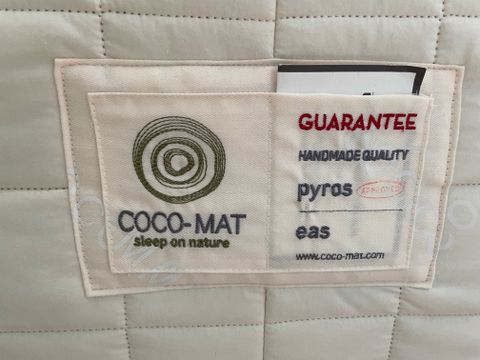 COCO-MAT
sleep on nature
GUARANTEE
HANDMADE QUALITY
pyros APPROVED
eas
www.coco-mat.com